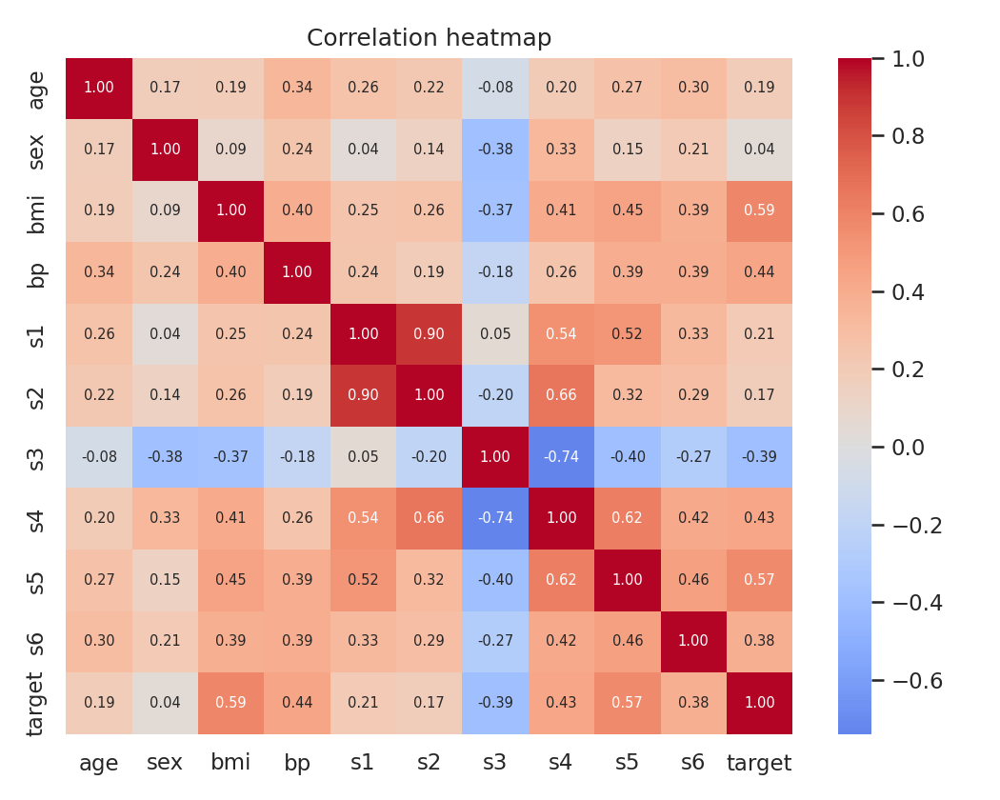 Correlation heatmap
age 1.00 0.17 0.19 0.34 0.26 0.22 -0.08 0.20 0.27 0.30 0.19
sex 0.17 1.00 0.09 0.24 0.04 0.14 -0.38 0.33 0.15 0.21 0.04
bmi 0.19 0.09 1.00 0.40 0.25 0.26 -0.37 0.41 0.45 0.39 0.59
bp 0.34 0.24 0.40 1.00 0.24 0.19 -0.18 0.26 0.39 0.39 0.44
s1 0.26 0.04 0.25 0.24 1.00 0.90 0.05 0.54 0.52 0.33 0.21
s2 0.22 0.14 0.26 0.19 0.90 1.00 -0.20 0.66 0.32 0.29 0.17
s3 -0.08 -0.38 -0.37 -0.18 0.05 -0.20 1.00 -0.74 -0.40 -0.27 -0.39
s4 0.20 0.33 0.41 0.26 0.54 0.66 -0.74 1.00 0.62 0.42 0.43
s5 0.27 0.15 0.45 0.39 0.52 0.32 -0.40 0.62 1.00 0.46 0.57
s6 0.30 0.21 0.39 0.39 0.33 0.29 -0.27 0.42 0.46 1.00 0.38
target 0.19 0.04 0.59 0.44 0.21 0.17 -0.39 0.43 0.57 0.38 1.00
age sex bmi bp s1 s2 s3 s4 s5 s6 target
1.0
0.8
0.6
0.4
0.2
0.0
−0.2
−0.4
−0.6